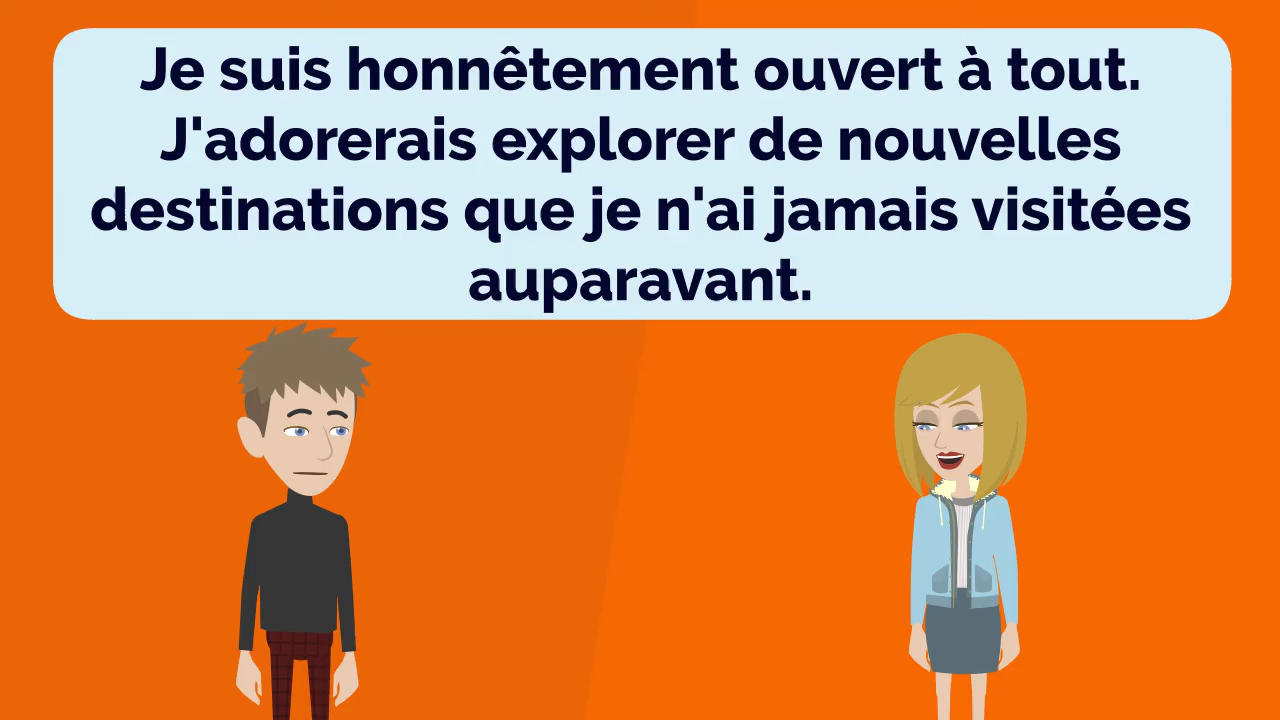 Je suis honnêtement ouvert à tout.
J'adorerais explorer de nouvelles
destinations que je n'ai jamais visitées
auparavant.